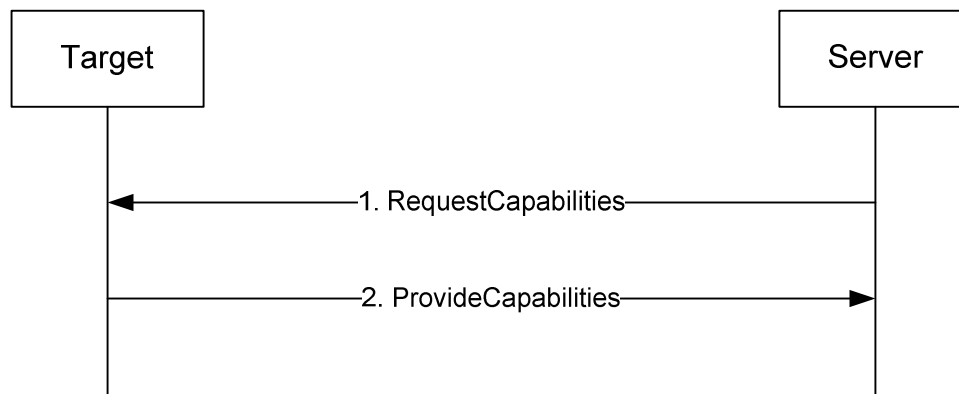 Target
Server
1. RequestCapabilities
2. ProvideCapabilities